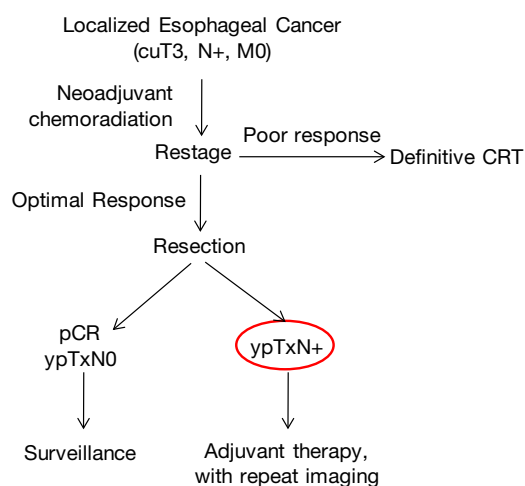 Localized Esophageal Cancer
(cuT3, N+, M0)
Neoadjuvant
chemoradiation
Poor response
Restage
Definitive CRT
Optimal Response
Resection
pCR
ypTxN0
ypTxN+
Surveillance
Adjuvant therapy,
with repeat imaging